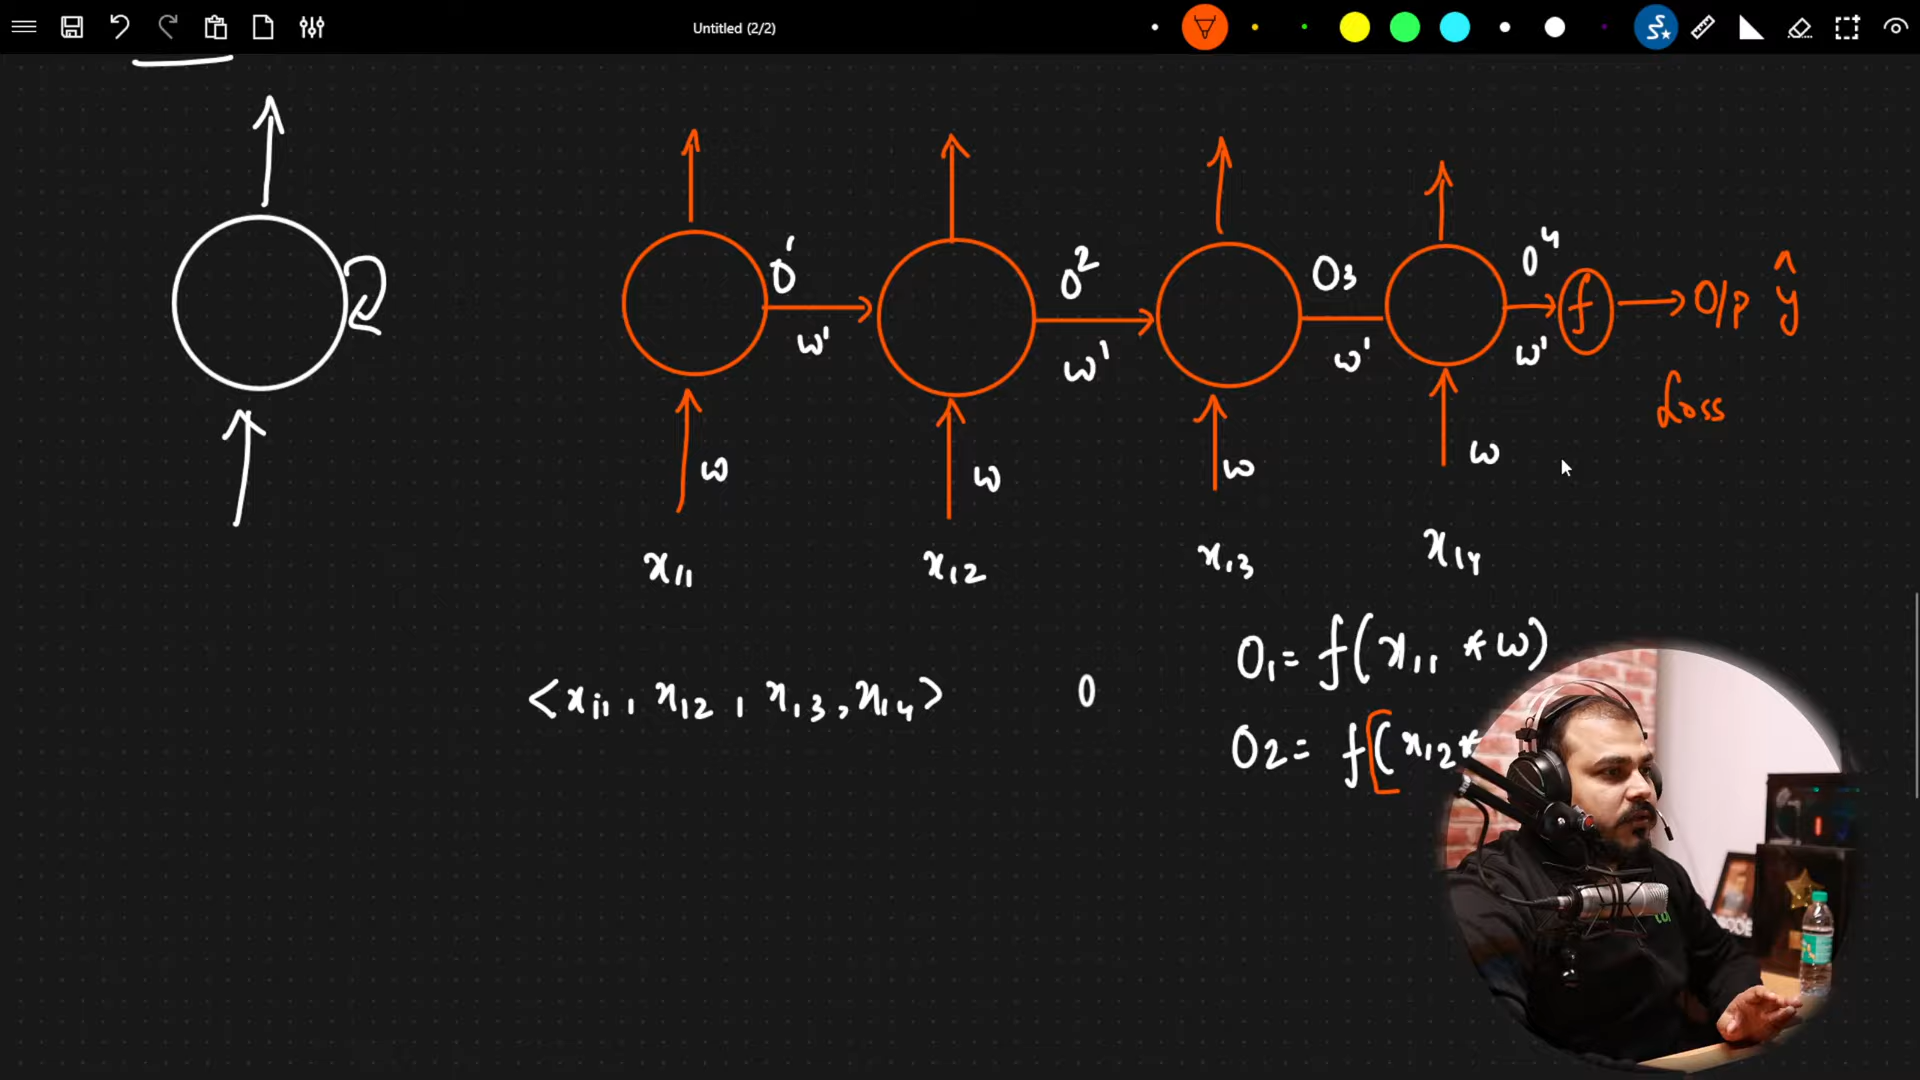 Untitled (2/2)
O' O² O3 O⁴
f → O/p ŷ
w' w' w' w'
Loss
w w w w
x₁₁ x₁₂ x₁₃ x₁₄
<x₁₁, x₁₂, x₁₃, x₁₄> 0
O₁= f(x₁₁ * w)
O2= f[(x₁₂*